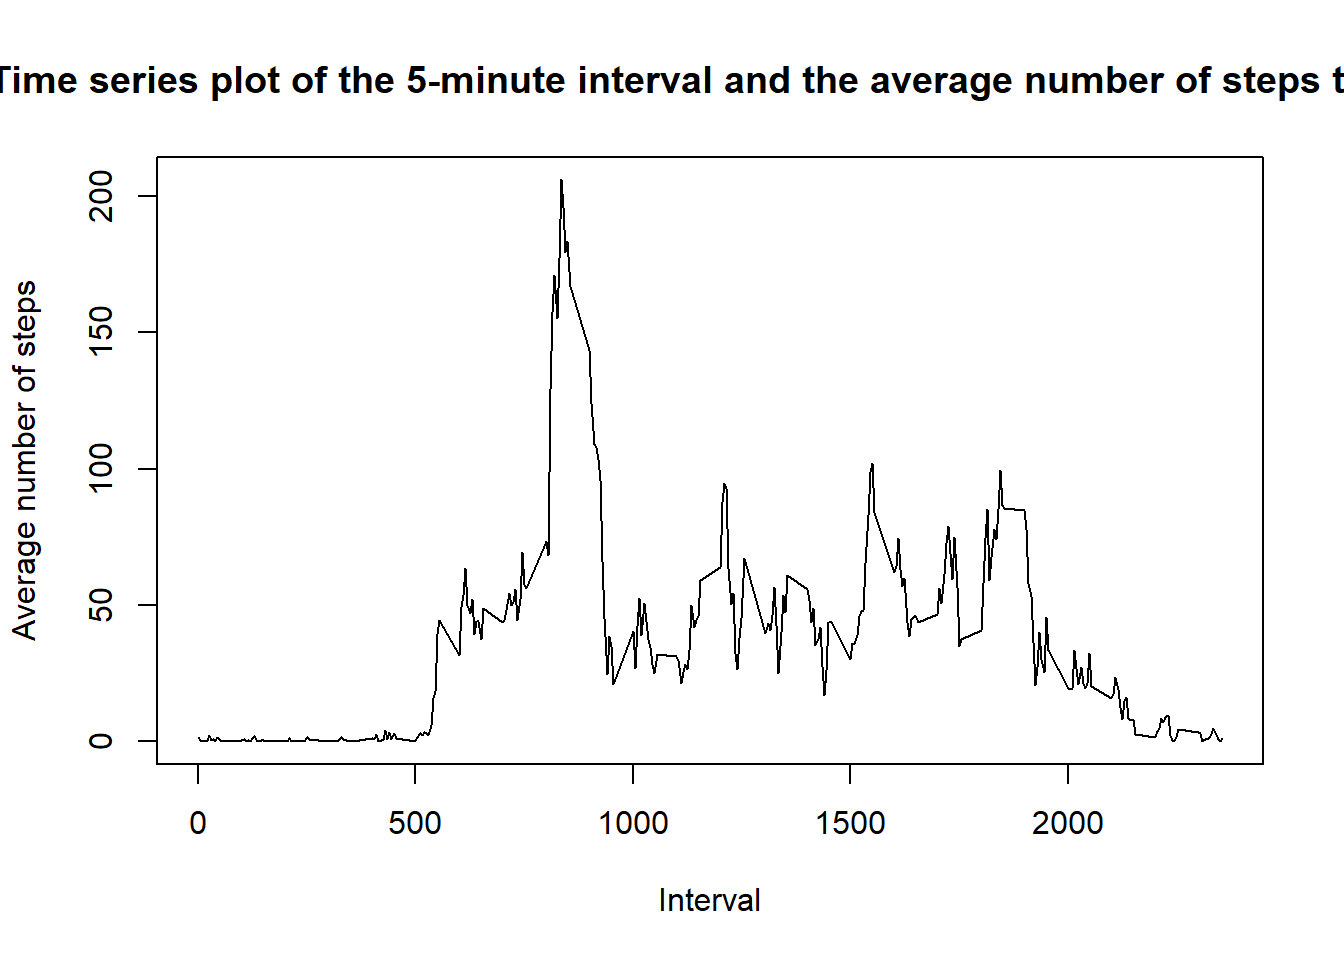 Time series plot of the 5-minute interval and the average number of steps t
Average number of steps
200
150
100
50
0
0 500 1000 1500 2000
Interval